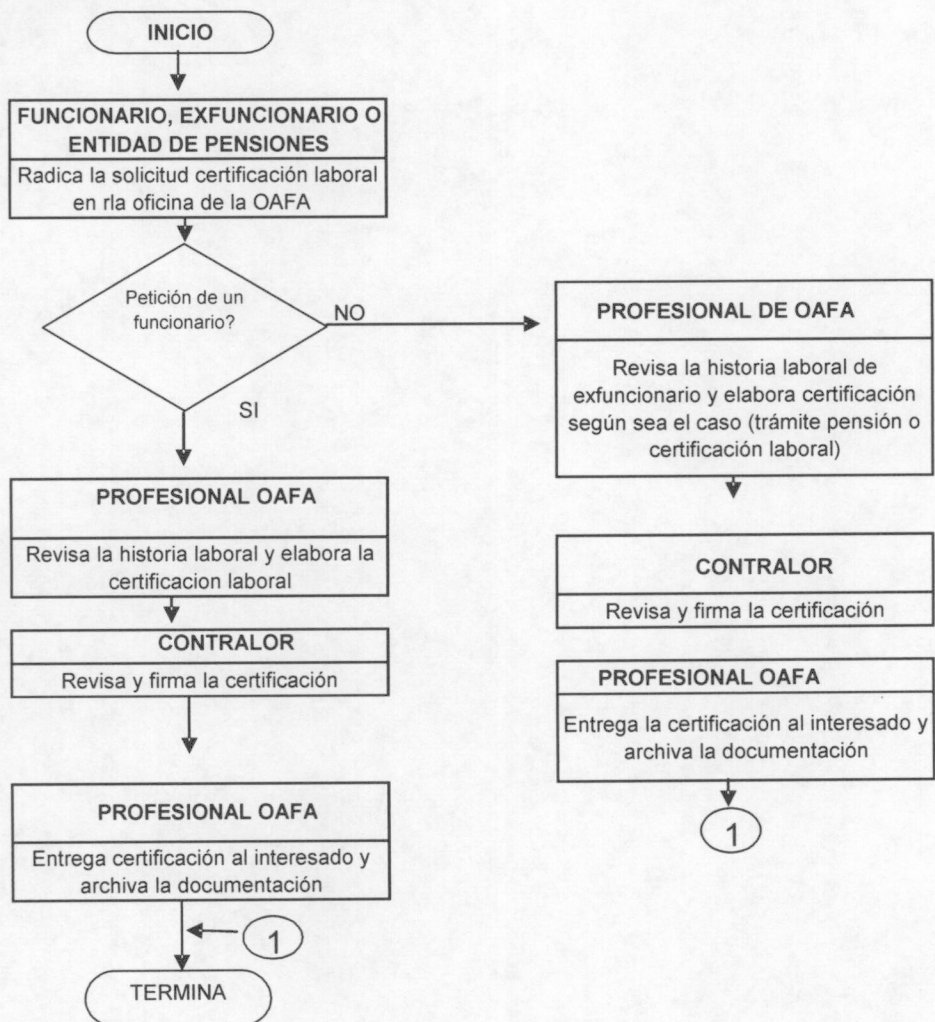 INICIO
FUNCIONARIO, EXFUNCIONARIO O
ENTIDAD DE PENSIONES
Radica la solicitud certificación laboral
en rla oficina de la OAFA
Petición de un
funcionario?
NO
SI
PROFESIONAL OAFA
Revisa la historia laboral y elabora la
certificacion laboral
CONTRALOR
Revisa y firma la certificación
PROFESIONAL OAFA
Entrega certificación al interesado y
archiva la documentación
1
TERMINA
PROFESIONAL DE OAFA
Revisa la historia laboral de
exfuncionario y elabora certificación
según sea el caso (trámite pensión o
certificación laboral)
CONTRALOR
Revisa y firma la certificación
PROFESIONAL OAFA
Entrega la certificación al interesado y
archiva la documentación
1